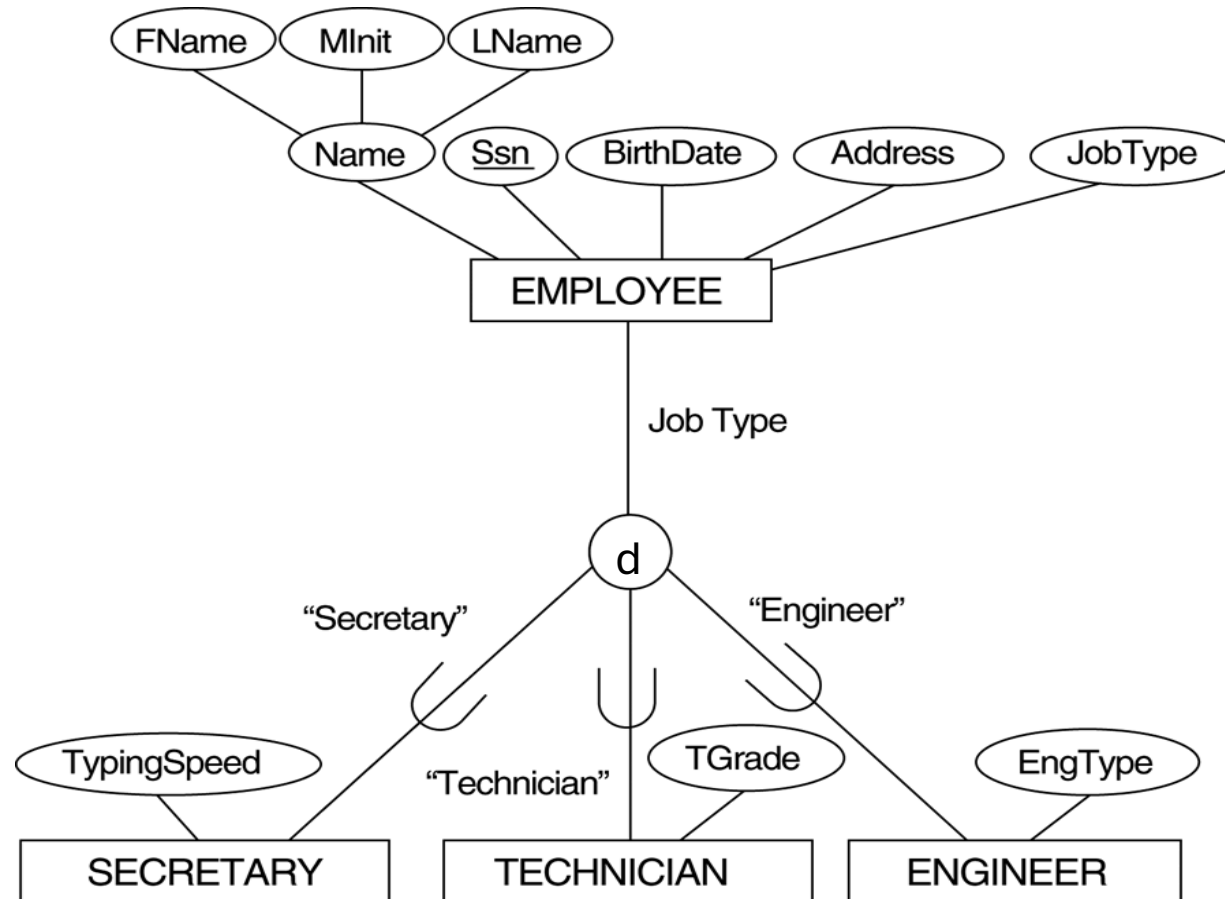 FName MInit LName
Name Ssn BirthDate Address JobType
EMPLOYEE
Job Type
d
“Secretary” “Engineer”
TypingSpeed “Technician” TGrade EngType
SECRETARY TECHNICIAN ENGINEER